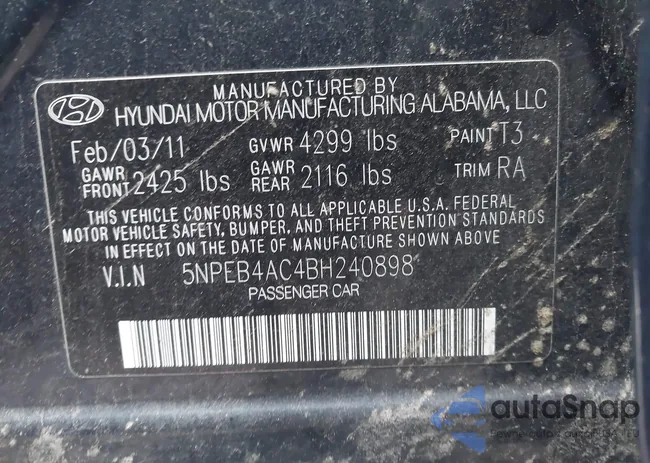 MANUFACTURED BY
HYUNDAI MOTOR MANUFACTURING ALABAMA, LLC
Feb/03/11 GVWR 4299 lbs PAINT T3
GAWR FRONT 2425 lbs GAWR REAR 2116 lbs TRIM RA
THIS VEHICLE CONFORMS TO ALL APPLICABLE U.S.A. FEDERAL
MOTOR VEHICLE SAFETY, BUMPER, AND THEFT PREVENTION STANDARDS
IN EFFECT ON THE DATE OF MANUFACTURE SHOWN ABOVE
V.I.N 5NPEB4AC4BH240898
PASSENGER CAR
autoSnap